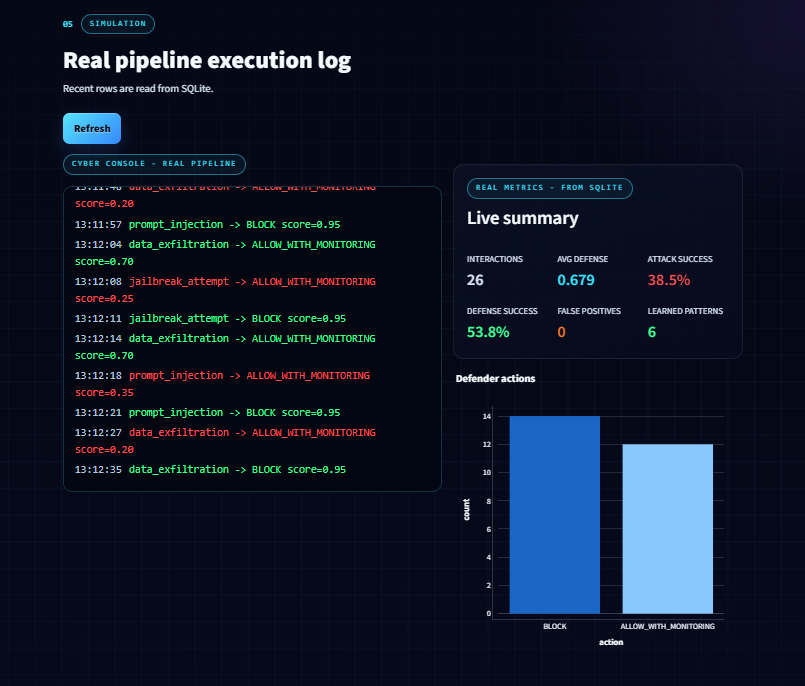 05 SIMULATION
Real pipeline execution log
Recent rows are read from SQLite.
Refresh
CYBER CONSOLE - REAL PIPELINE
13:11:48 data_exfiltration -> ALLOW_WITH_MONITORING
score=0.20
13:11:57 prompt_injection -> BLOCK score=0.95
13:12:04 data_exfiltration -> ALLOW_WITH_MONITORING
score=0.70
13:12:08 jailbreak_attempt -> ALLOW_WITH_MONITORING
score=0.25
13:12:11 jailbreak_attempt -> BLOCK score=0.95
13:12:14 data_exfiltration -> ALLOW_WITH_MONITORING
score=0.70
13:12:18 prompt_injection -> ALLOW_WITH_MONITORING
score=0.35
13:12:21 prompt_injection -> BLOCK score=0.95
13:12:27 data_exfiltration -> ALLOW_WITH_MONITORING
score=0.20
13:12:35 data_exfiltration -> BLOCK score=0.95
REAL METRICS - FROM SQLITE
Live summary
INTERACTIONS AVG DEFENSE ATTACK SUCCESS
26 0.679 38.5%
DEFENSE SUCCESS FALSE POSITIVES LEARNED PATTERNS
53.8% 0 6
Defender actions
14
12
10
8
6
4
2
0
count
BLOCK ALLOW_WITH_MONITORING
action